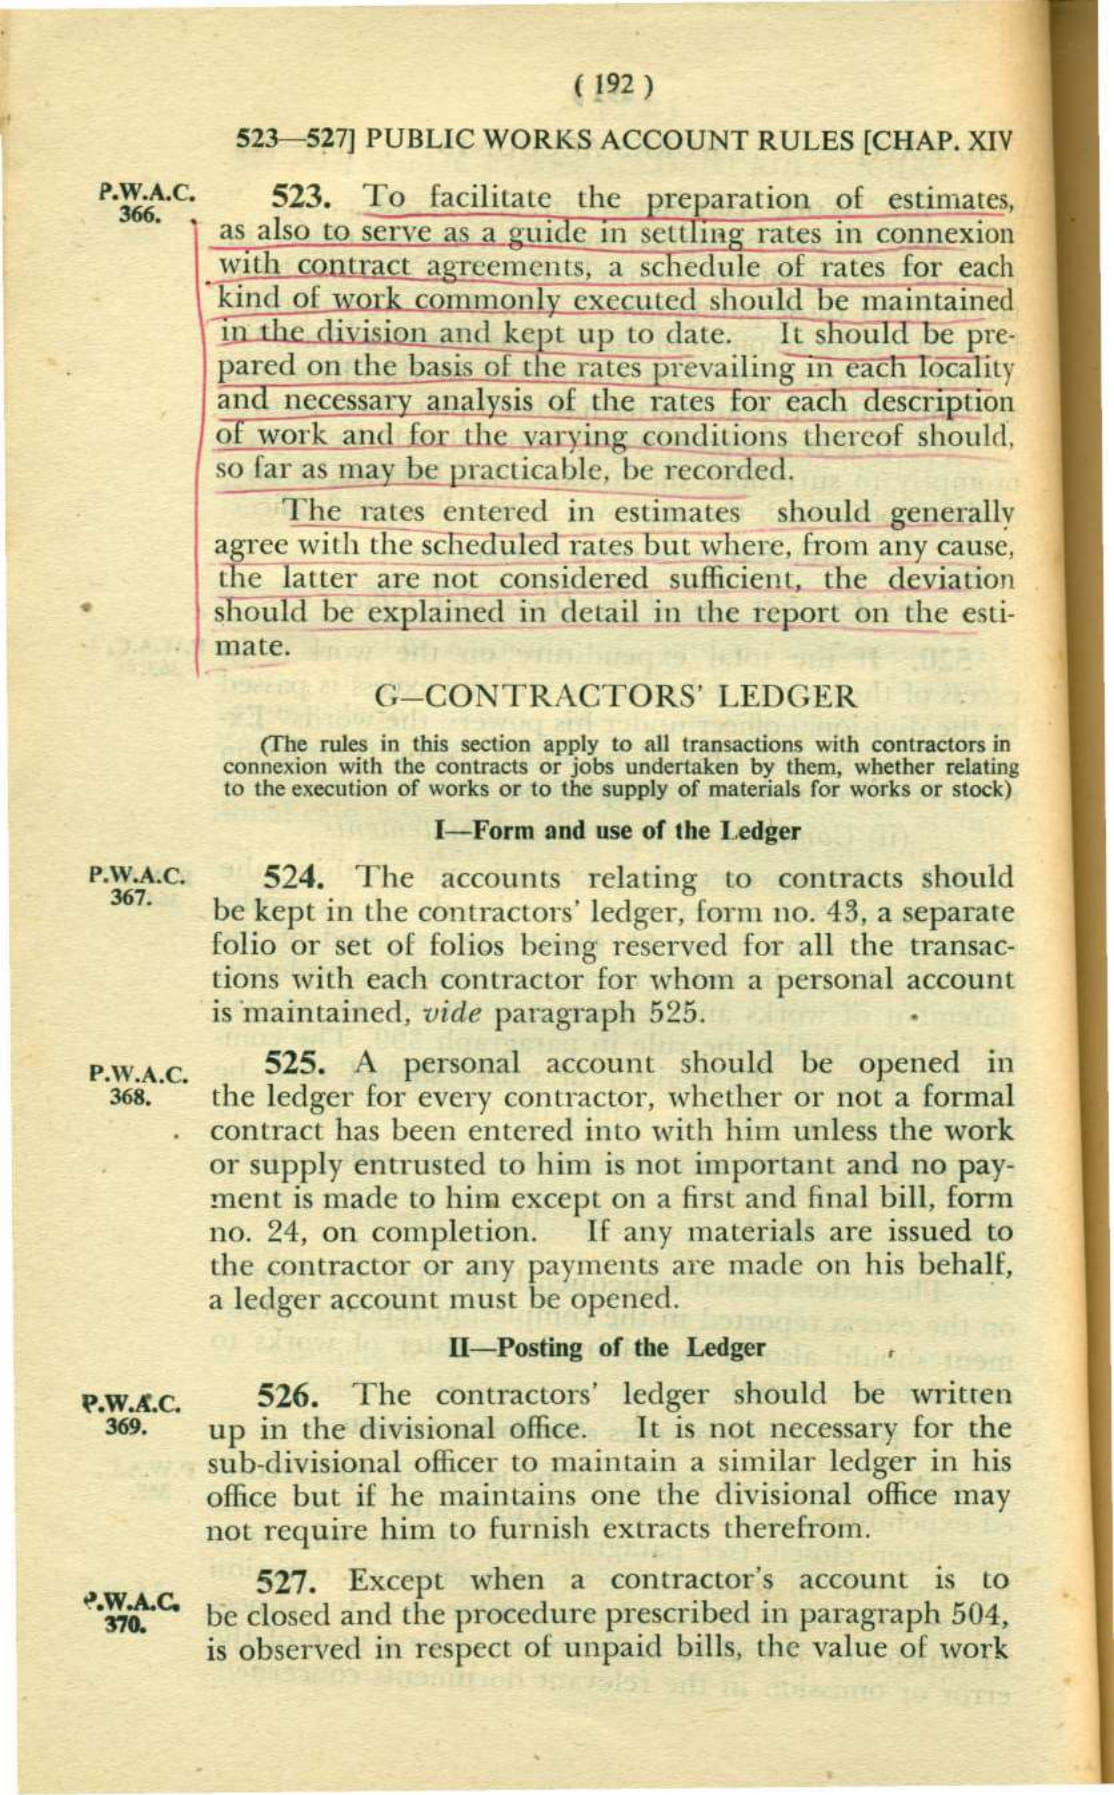 ( 192 )
523—527] PUBLIC WORKS ACCOUNT RULES [CHAP. XIV
P.W.A.C.
366.
523. To facilitate the preparation of estimates,
as also to serve as a guide in settling rates in connexion
with contract agreements, a schedule of rates for each
kind of work commonly executed should be maintained
in the division and kept up to date. It should be pre-
pared on the basis of the rates prevailing in each locality
and necessary analysis of the rates for each description
of work and for the varying conditions thereof should,
so far as may be practicable, be recorded.
The rates entered in estimates should generally
agree with the scheduled rates but where, from any cause,
the latter are not considered sufficient, the deviation
should be explained in detail in the report on the esti-
mate.
G—CONTRACTORS' LEDGER
(The rules in this section apply to all transactions with contractors in
connexion with the contracts or jobs undertaken by them, whether relating
to the execution of works or to the supply of materials for works or stock)
I—Form and use of the Ledger
P.W.A.C.
367.
524. The accounts relating to contracts should
be kept in the contractors' ledger, form no. 43, a separate
folio or set of folios being reserved for all the transac-
tions with each contractor for whom a personal account
is maintained, vide paragraph 525.
P.W.A.C.
368.
525. A personal account should be opened in
the ledger for every contractor, whether or not a formal
contract has been entered into with him unless the work
or supply entrusted to him is not important and no pay-
ment is made to him except on a first and final bill, form
no. 24, on completion. If any materials are issued to
the contractor or any payments are made on his behalf,
a ledger account must be opened.
II—Posting of the Ledger
P.W.A.C.
369.
526. The contractors' ledger should be written
up in the divisional office. It is not necessary for the
sub-divisional officer to maintain a similar ledger in his
office but if he maintains one the divisional office may
not require him to furnish extracts therefrom.
P.W.A.C.
370.
527. Except when a contractor's account is to
be closed and the procedure prescribed in paragraph 504,
is observed in respect of unpaid bills, the value of work